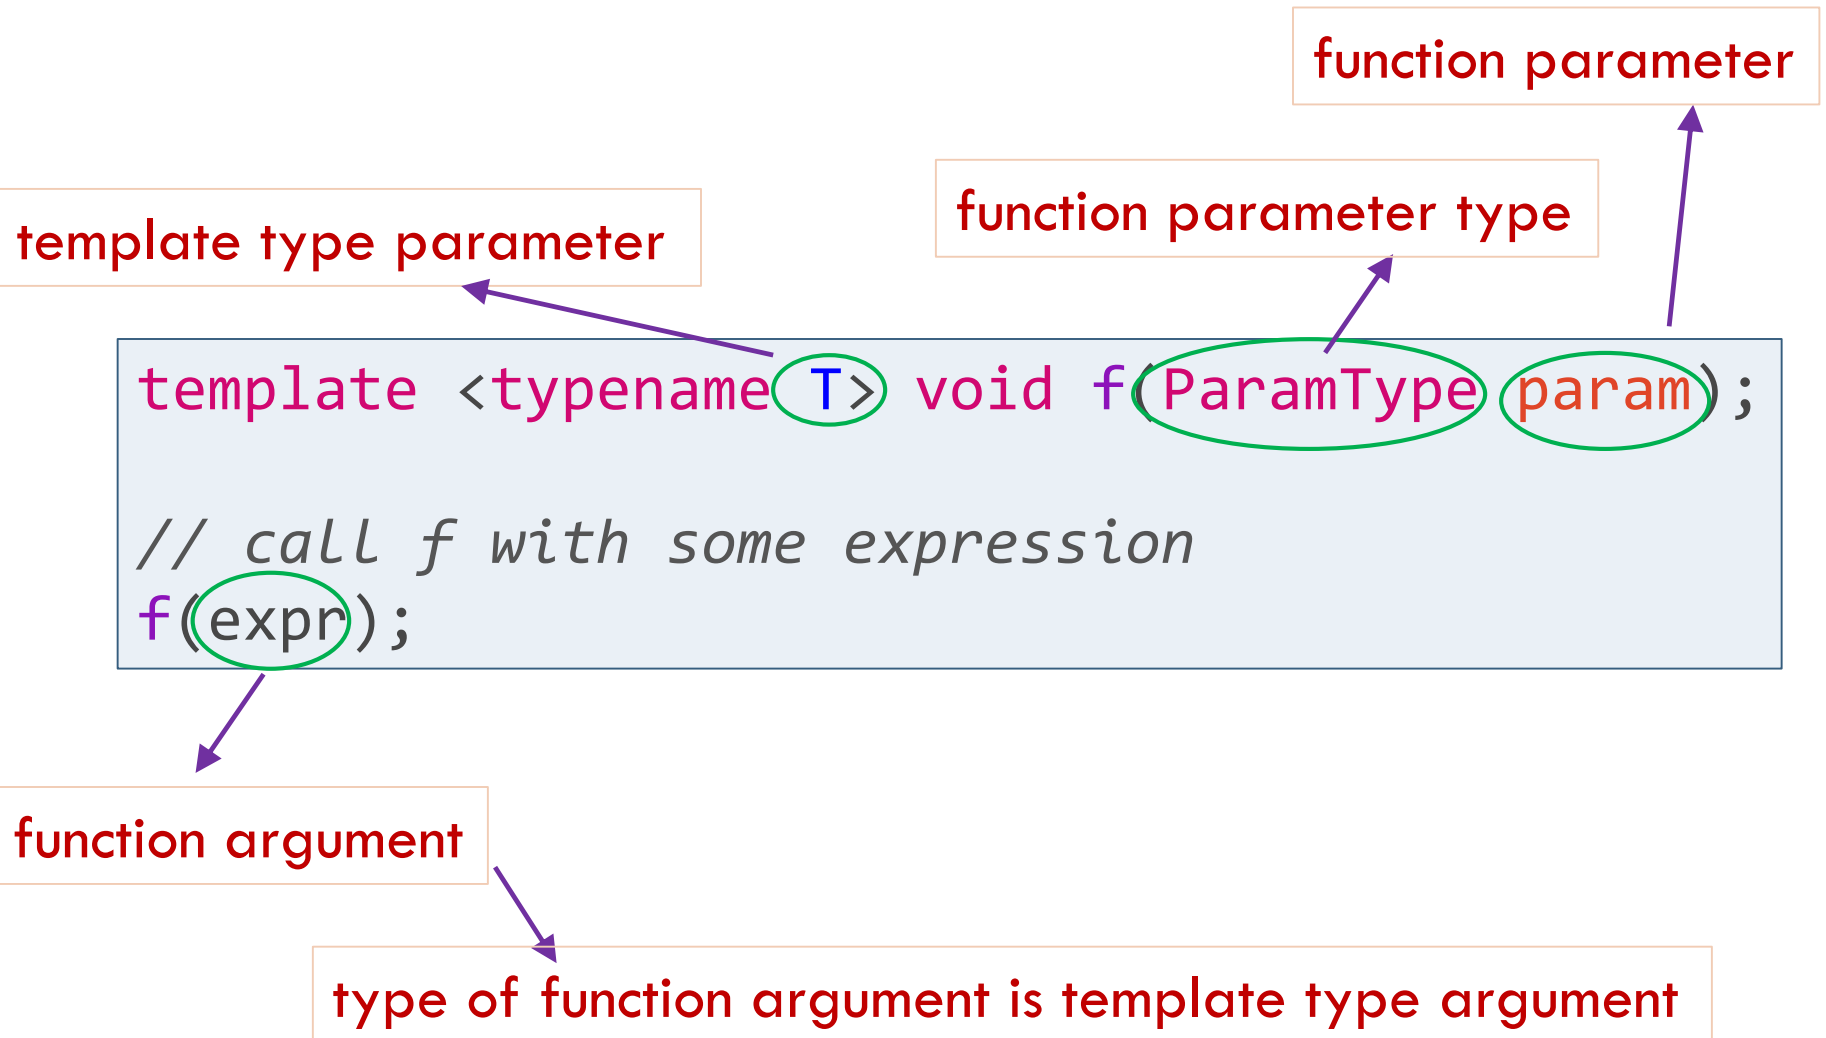 function parameter
function parameter type
template type parameter
template <typename T> void f(ParamType param);
// call f with some expression
f(expr);
function argument
type of function argument is template type argument